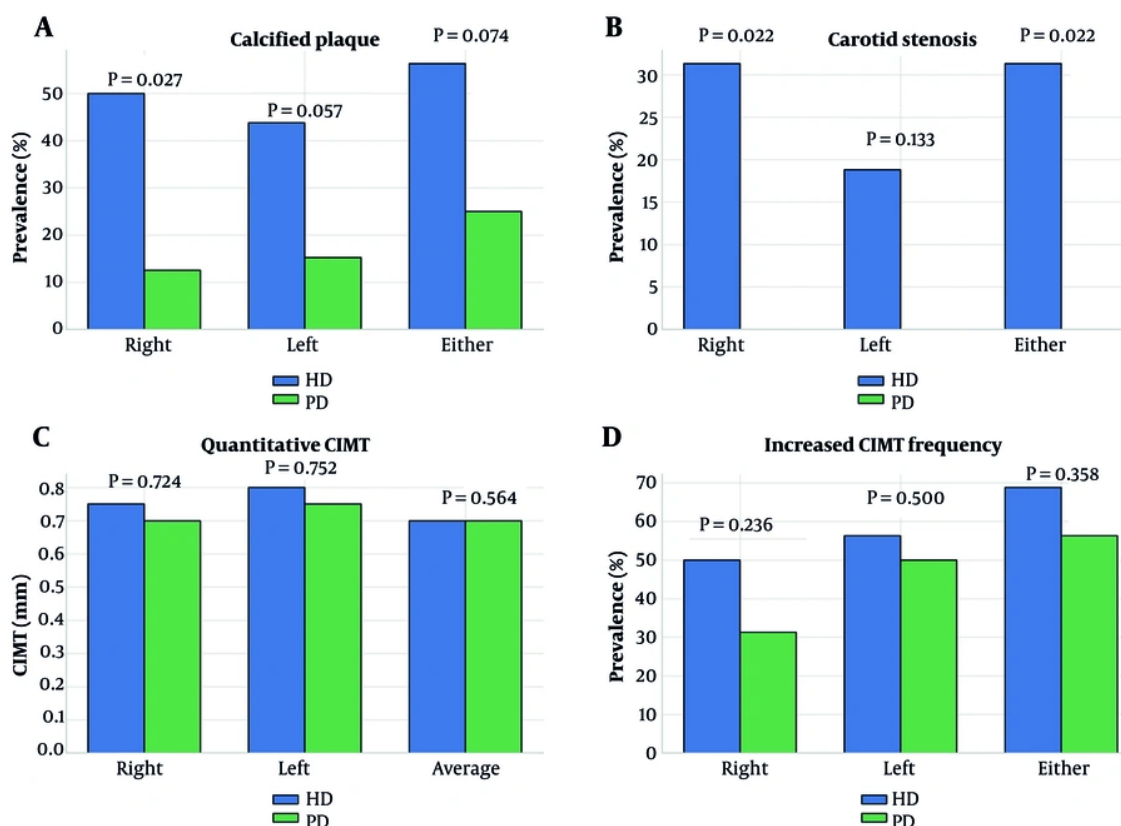 A
Calcified plaque
P = 0.074
P = 0.027
P = 0.057
Prevalence (%)
50
40
30
20
10
0
Right Left Either
HD
PD
B
Carotid stenosis
P = 0.022 P = 0.022
P = 0.133
Prevalence (%)
30
25
20
15
10
5
0
Right Left Either
HD
PD
C
Quantitative CIMT
P = 0.724 P = 0.752 P = 0.564
CIMT (mm)
0.8
0.7
0.6
0.5
0.4
0.3
0.2
0.1
0.0
Right Left Average
HD
PD
D
Increased CIMT frequency
P = 0.358
P = 0.500
P = 0.236
Prevalence (%)
70
60
50
40
30
20
10
0
Right Left Either
HD
PD